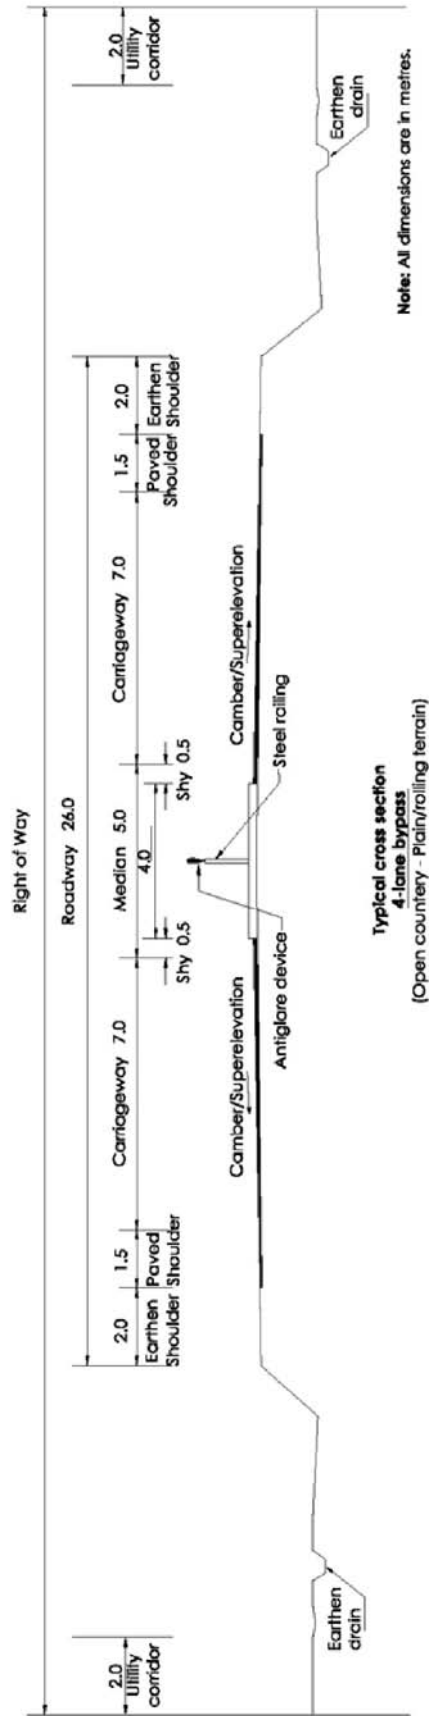 Right of Way
Roadway 26.0
2.0
Utility
corridor
2.0
Earthen
Shoulder
1.5
Paved
Shoulder
Carriageway 7.0
Shy 0.5
Median 5.0
4.0
Shy 0.5
Carriageway 7.0
1.5
Paved
Shoulder
2.0
Earthen
Shoulder
2.0
Utility
corridor
Camber/Superelevation
Camber/Superelevation
Antiglare device
Steel railing
Earthen
drain
Earthen
drain
Typical cross section
4-lane bypass
(Open countery - Plain/rolling terrain)
Note: All dimensions are in metres.